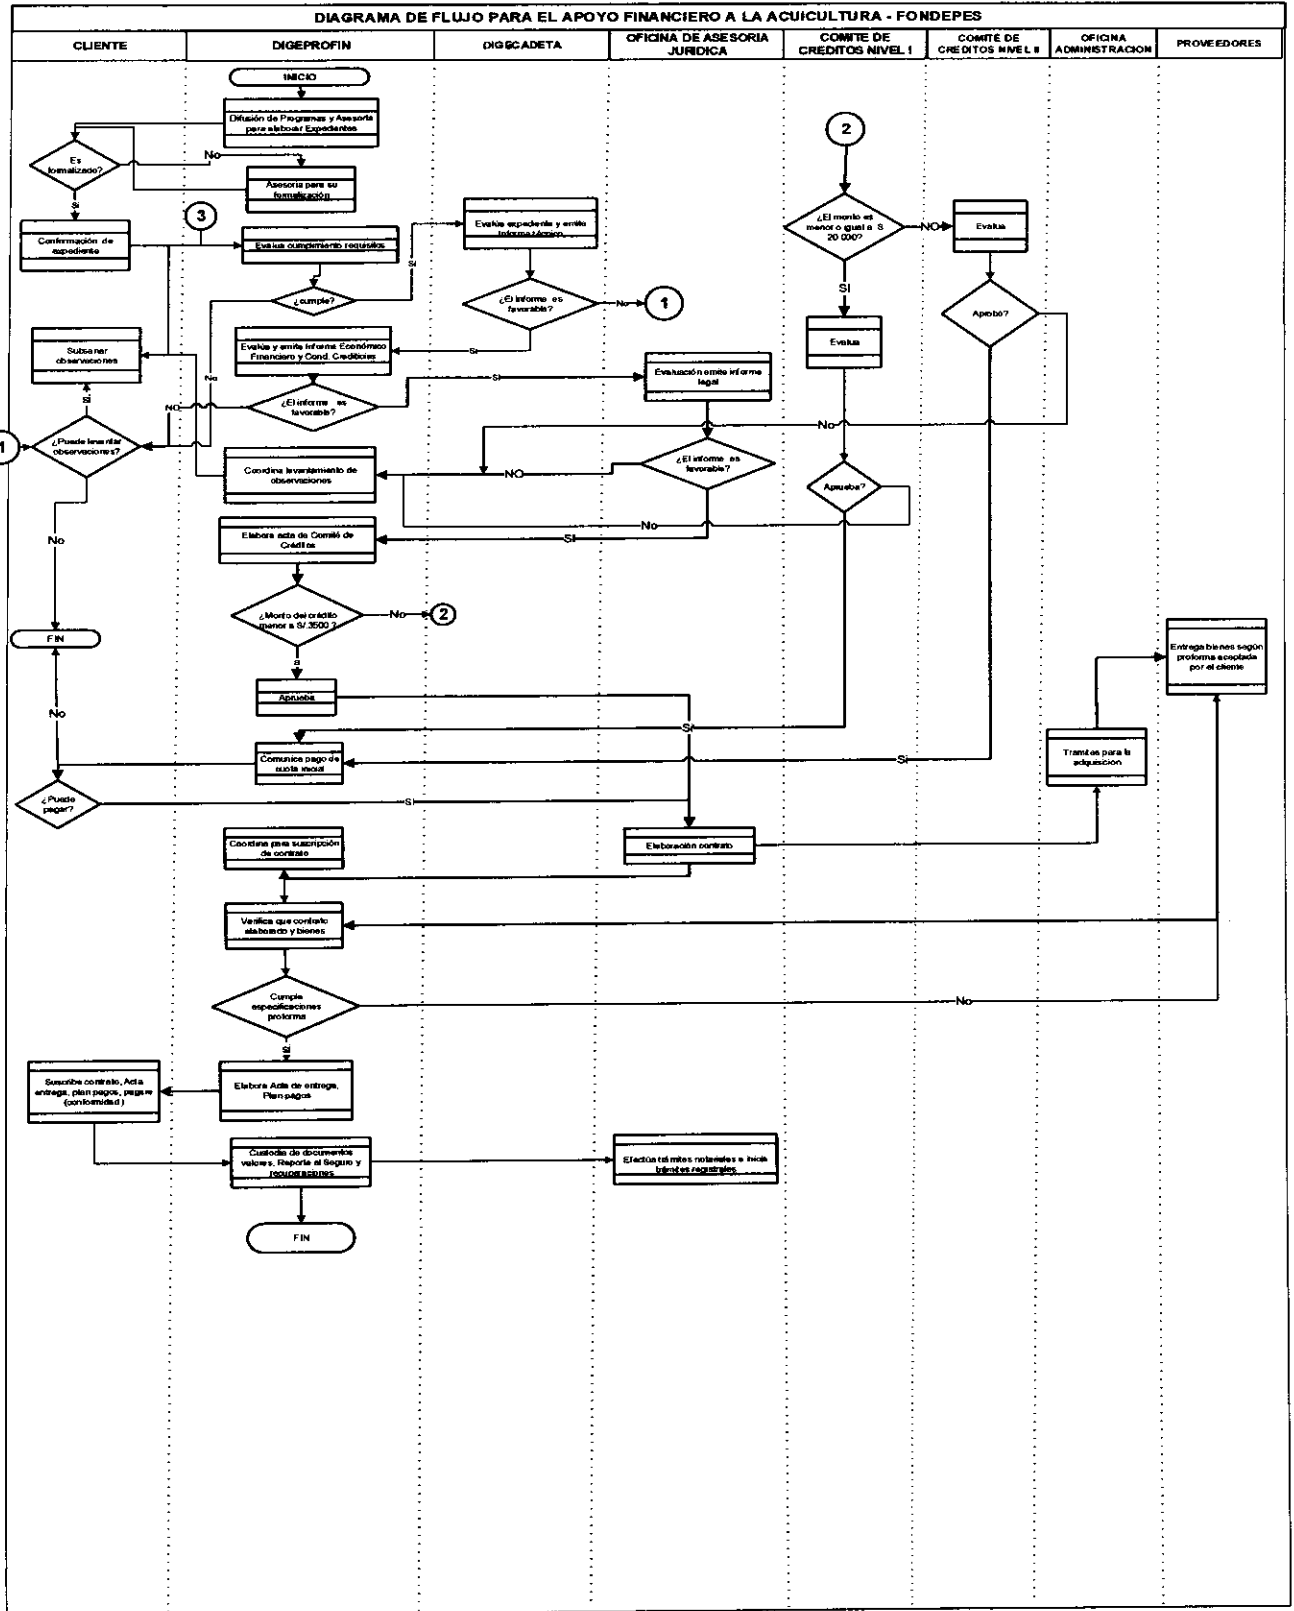 DIAGRAMA DE FLUJO PARA EL APOYO FINANCIERO A LA ACUICULTURA - FONDEPES
CLIENTE
DIGEPROFIN
DIGECADETA
OFICINA DE ASESORIA
JURIDICA
COMITE DE
CREDITOS NIVEL I
COMITÉ DE
CREDITOS NIVEL II
OFICINA
ADMINISTRACION
PROVEEDORES
INICIO
Difusión de Programas y Asesoría
para elaborar Expedientes
Es
formalizado?
No
Asesoría para su
formalización
Si
Confirmación de
expediente
3
Evalua cumplimiento requisitos
¿cumple?
Si
No
Evalúa expediente y emite
Informe técnico
¿El informe es
favorable?
No
1
Si
2
¿El monto es
menor o igual a S
20 000?
NO
Evalua
SI
Evalua
Aprobó?
No
Subsanar
observaciones
Evalúa y emite Informe Económico
Financiero y Cond. Crediticias
¿El informe es
favorable?
NO
Si
Evaluación emite informe
legal
Si
1
¿Puede levantar
observaciones?
No
Coordina levantamiento de
observaciones
NO
¿El informe es
favorable?
Aprueba?
No
SI
Elabora acta de Comité de
Créditos
¿Monto del crédito
menor a S/.3500 ?
No
2
FIN
Aprueba
No
Si
Comunica pago de
cuota inicial
Si
¿Puede
pagar?
SI
Entrega bienes según
proforma aceptada
por el cliente
Tramites para la
adquisicion
Coordina para suscripción
de contrato
Elaboración contrato
Verifica que contrato
elaborado y bienes
Cumple
especificaciones
proforma
No
Suscribe contrato, Acta
entrega, plan pagos, pagare
(conformidad)
Elabora Acta de entrega,
Plan pagos
Custodia de documentos
valores, Reporte al Seguro y
recuperaciones
Efectúa trámites notariales e inicia
trámites registrales
FIN